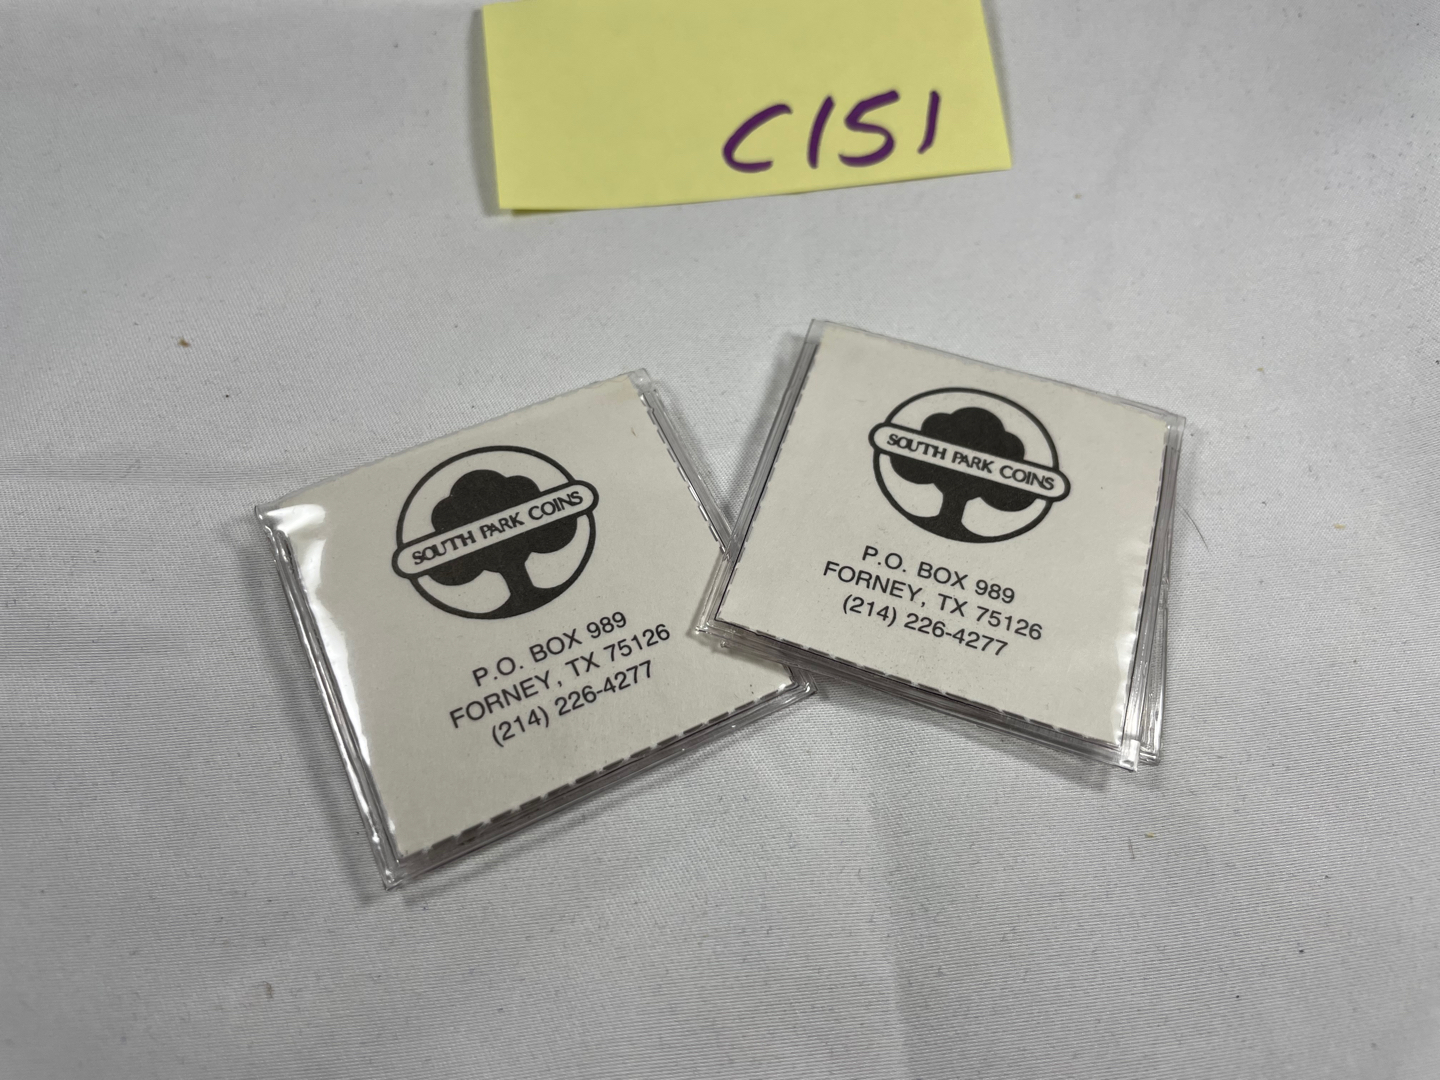 C151
SOUTH PARK COINS
P.O. BOX 989
FORNEY, TX 75126
(214) 226-4277
SOUTH PARK COINS
P.O. BOX 989
FORNEY, TX 75126
(214) 226-4277